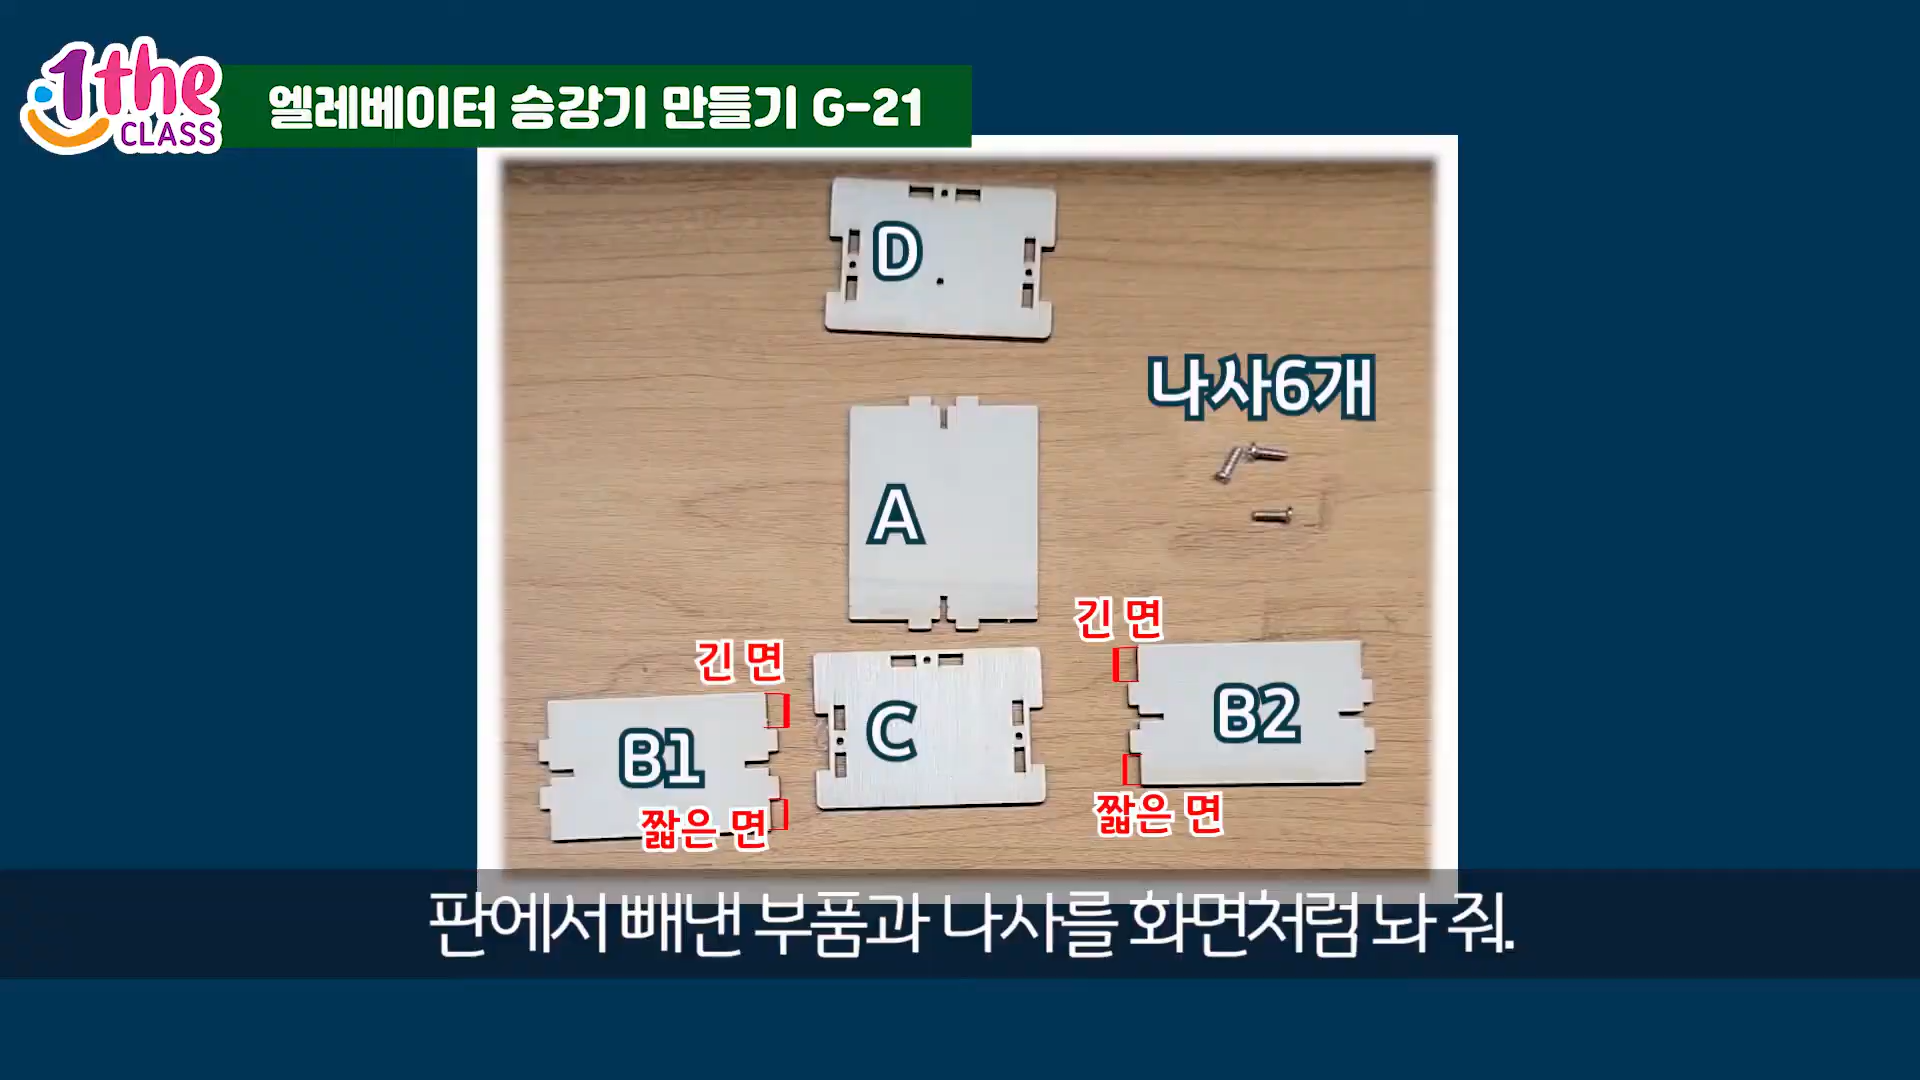 1the
CLASS
엘레베이터 승강기 만들기 G-21
D
나사6개
A
긴 면
긴 면
B1
C
B2
짧은 면
짧은 면
판에서 빼낸 부품과 나사를 화면처럼 놔 줘.